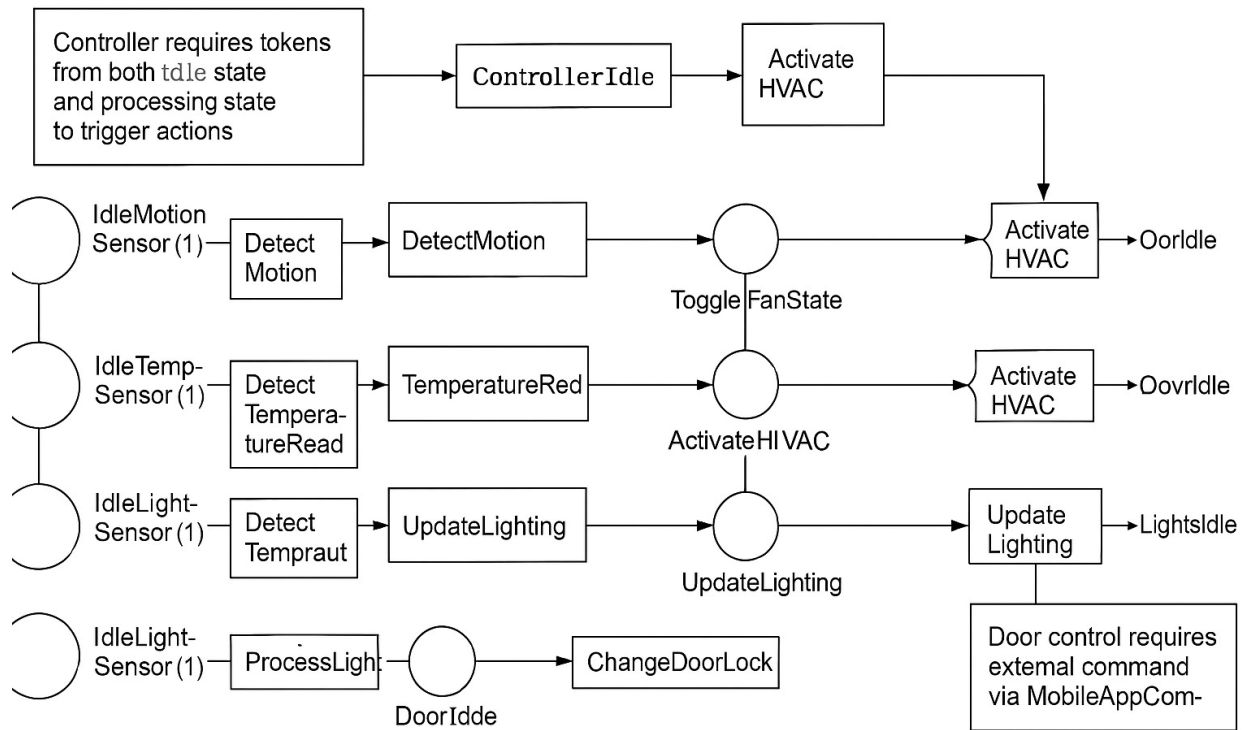 Controller requires tokens
from both tdle state
and processing state
to trigger actions
ControllerIdle
Activate
HVAC
IdleMotion
Sensor (1)
Detect
Motion
DetectMotion
Toggle FanState
Activate
HVAC
OorIdle
IdleTemp-
Sensor (1)
Detect
Tempera-
tureRead
TemperatureRed
ActivateHIVAC
Activate
HVAC
OovrIdle
IdleLight-
Sensor (1)
Detect
Tempraut
UpdateLighting
UpdateLighting
Update
Lighting
LightsIdle
IdleLight-
Sensor (1)
ProcessLight
DoorIdde
ChangeDoorLock
Door control requires
external command
via MobileAppCom-